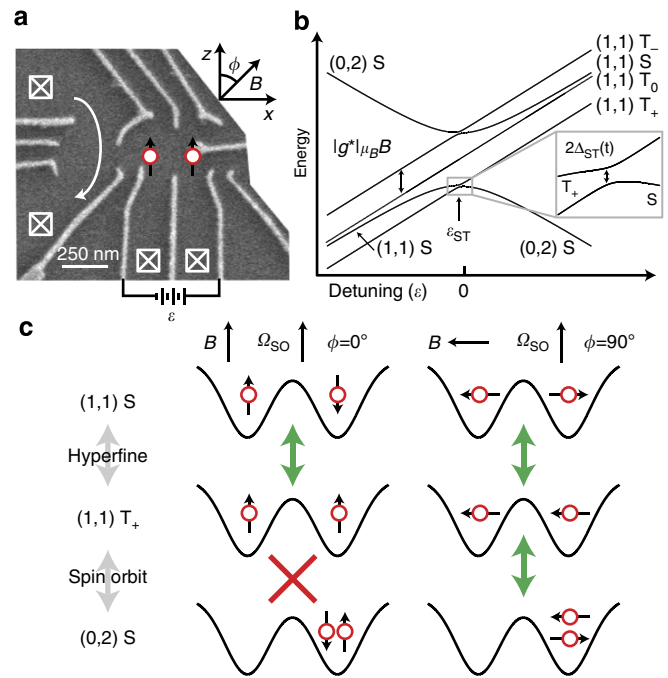 a
z
ϕ
B
x
250 nm
ε
b
Energy
(0,2) S
(1,1) T₋
(1,1) S
(1,1) T₀
(1,1) T₊
|g*|μ_B B
2Δ_ST(t)
T₊
S
ε_ST
(1,1) S
(0,2) S
Detuning (ε)
0
c
B
Ω_SO
ϕ=0°
B
Ω_SO
ϕ=90°
(1,1) S
Hyperfine
(1,1) T₊
Spin orbit
(0,2) S